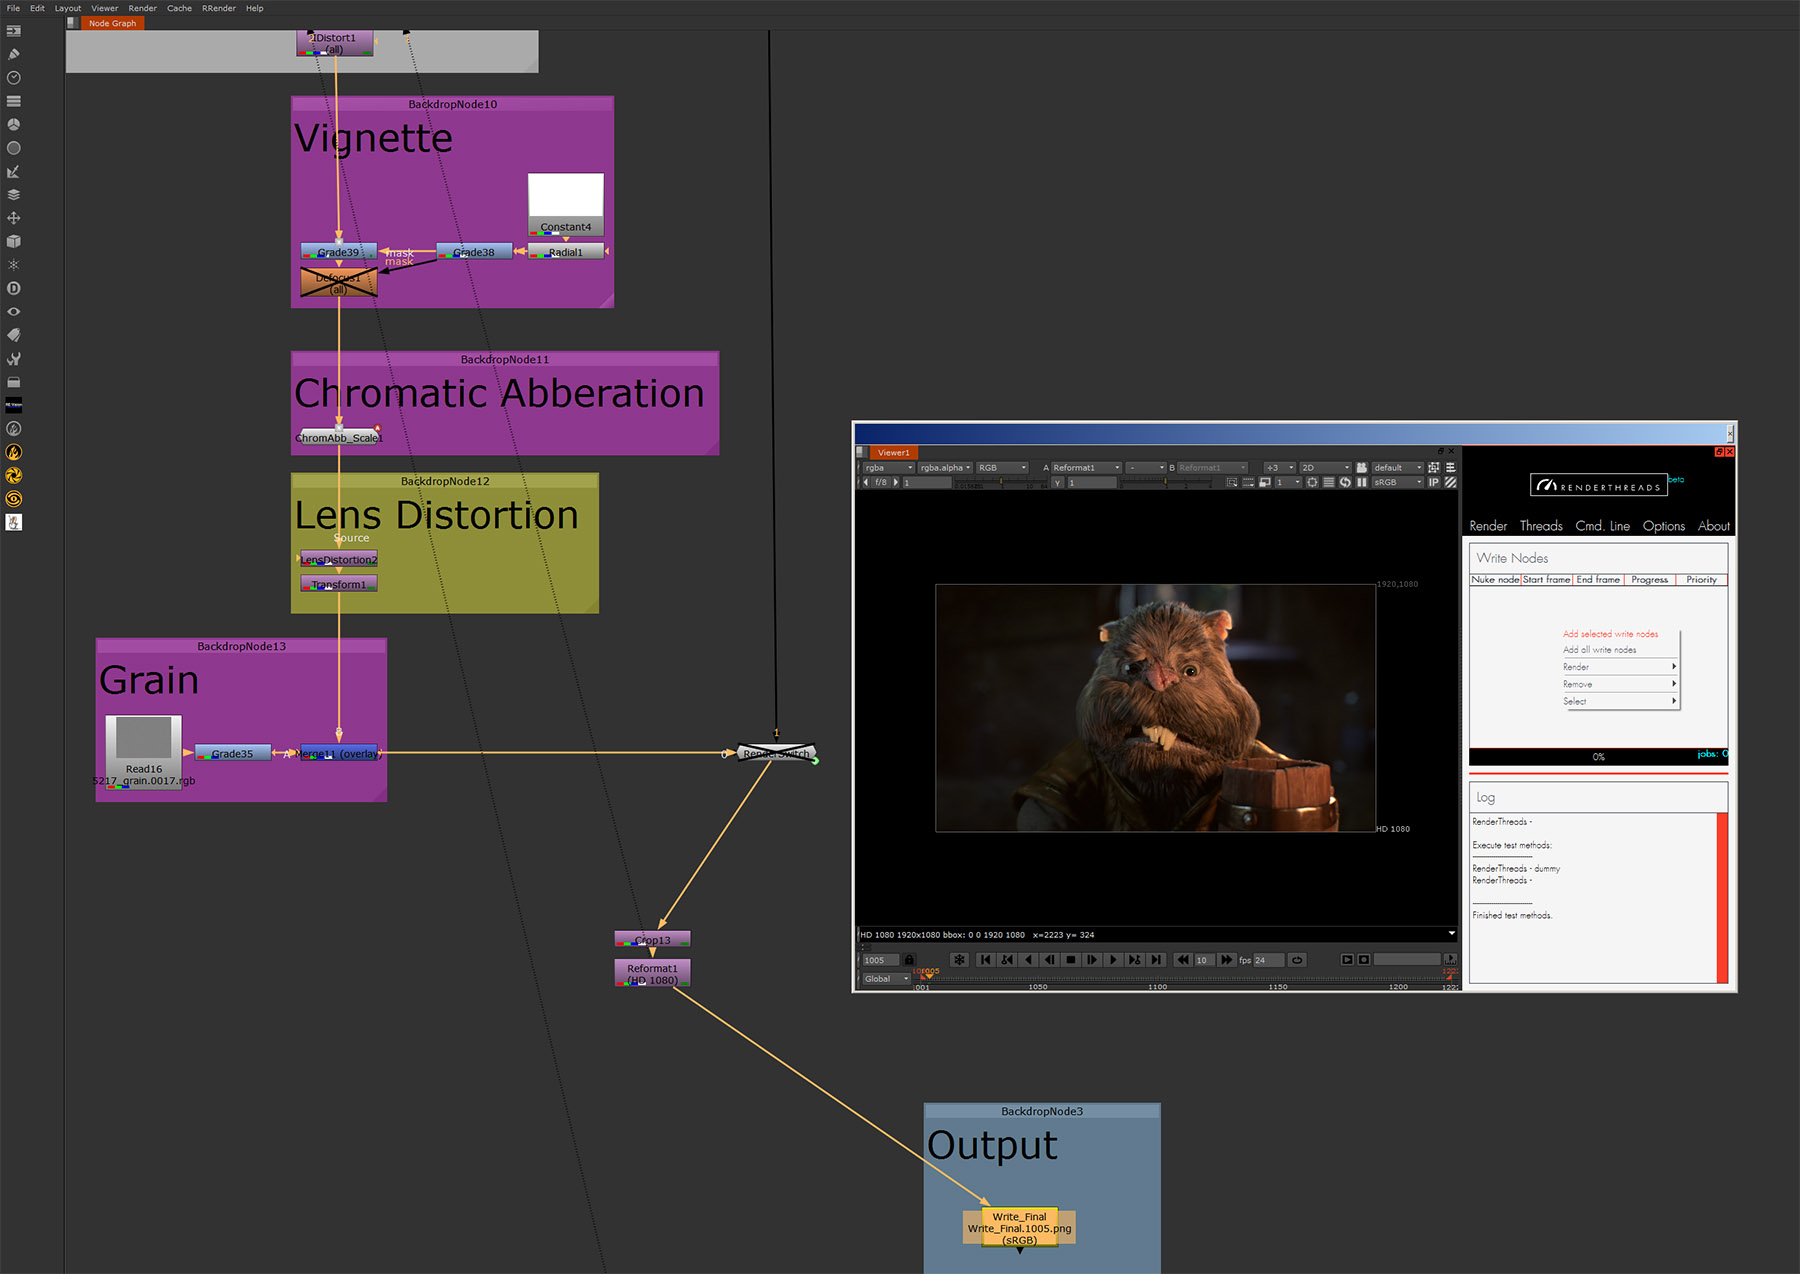 File Edit Layout Viewer Render Cache RRender Help
Node Graph
IDistort1
(all)
BackdropNode10
Vignette
Constant4
Grade39
mask
mask
Grade38
Radial1
Defocus1
(all)
BackdropNode11
Chromatic Abberation
ChromAbb_Scale1
BackdropNode12
Lens Distortion
Source
LensDistortion2
Transform1
BackdropNode13
Grain
Read16
5217_grain.0017.rgb
Grade35
A
B
Merge11 (overlay)
0
1
RenderSwitch
Crop13
Reformat1
(HD 1080)
BackdropNode3
Output
Write_Final
Write_Final.1005.png
(sRGB)
Viewer1
rgba rgba.alpha RGB A Reformat1 - B Reformat1 +3 2D default
f/8 1 Y 1 1 sRGB IP
1920,1080
HD 1080
HD 1080 1920x1080 bbox: 0 0 1920 1080 x=2223 y= 324
1005 10 fps 24
Global
1005
1050 1100 1150 1200
RENDERTHREADS beta
Render Threads Cmd. Line Options About
Write Nodes
Nuke node Start frame End frame Progress Priority
Add selected write nodes
Add all write nodes
Render
Remove
Select
0%
jobs: 0
Log
RenderThreads -
Execute test methods:
------------------------
RenderThreads - dummy
RenderThreads -
------------------------
Finished test methods.